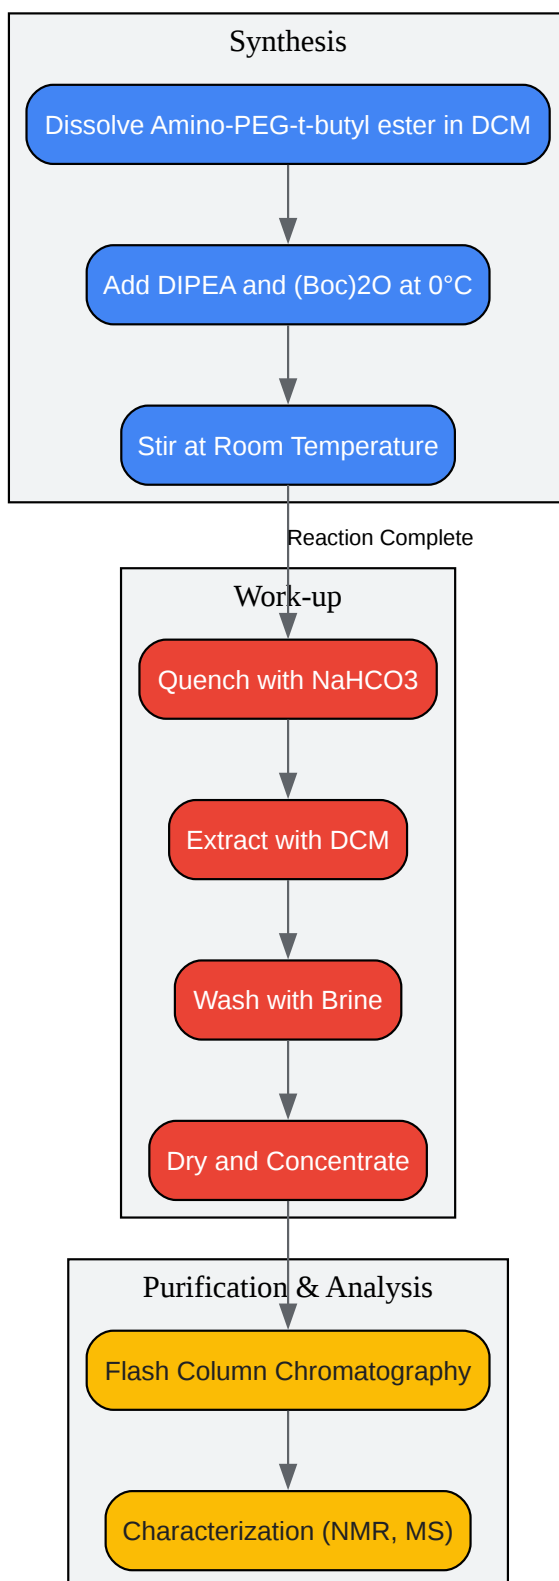 Synthesis
Dissolve Amino-PEG-t-butyl ester in DCM
Add DIPEA and (Boc)2O at 0°C
Stir at Room Temperature
Reaction Complete
Work-up
Quench with NaHCO3
Extract with DCM
Wash with Brine
Dry and Concentrate
Purification & Analysis
Flash Column Chromatography
Characterization (NMR, MS)